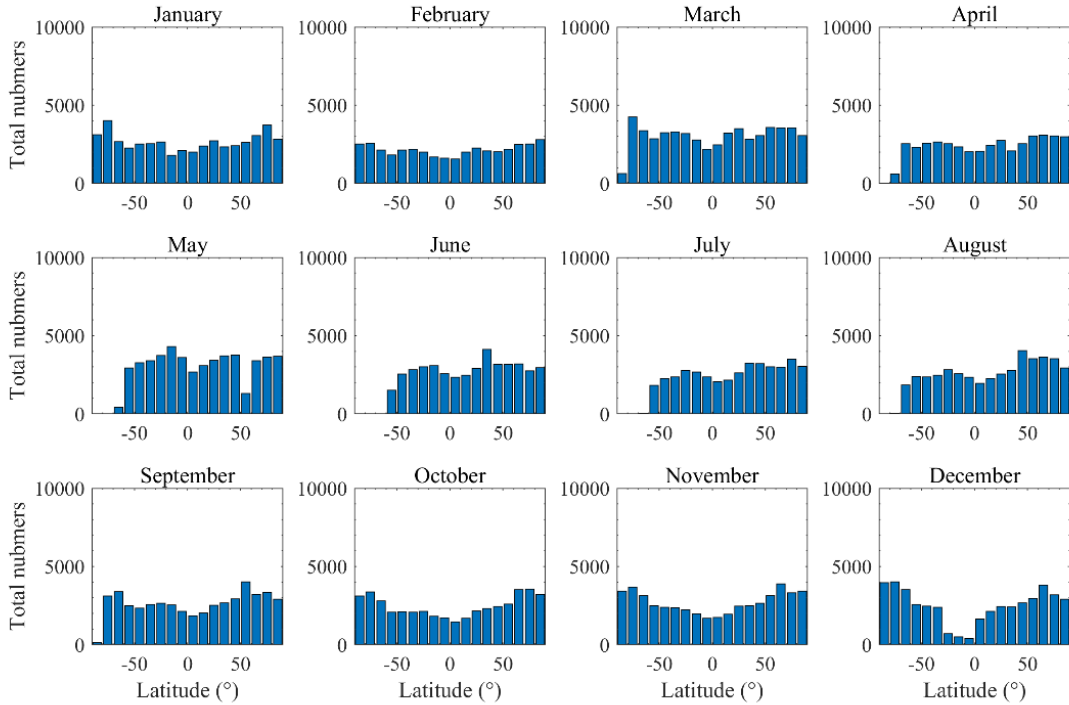 January February March April
10000 10000 10000 10000
Total nubmers
5000 5000 5000 5000
0 0 0 0
-50 0 50 -50 0 50 -50 0 50 -50 0 50
May June July August
10000 10000 10000 10000
Total nubmers
5000 5000 5000 5000
0 0 0 0
-50 0 50 -50 0 50 -50 0 50 -50 0 50
September October November December
10000 10000 10000 10000
Total nubmers
5000 5000 5000 5000
0 0 0 0
-50 0 50 -50 0 50 -50 0 50 -50 0 50
Latitude (°) Latitude (°) Latitude (°) Latitude (°)